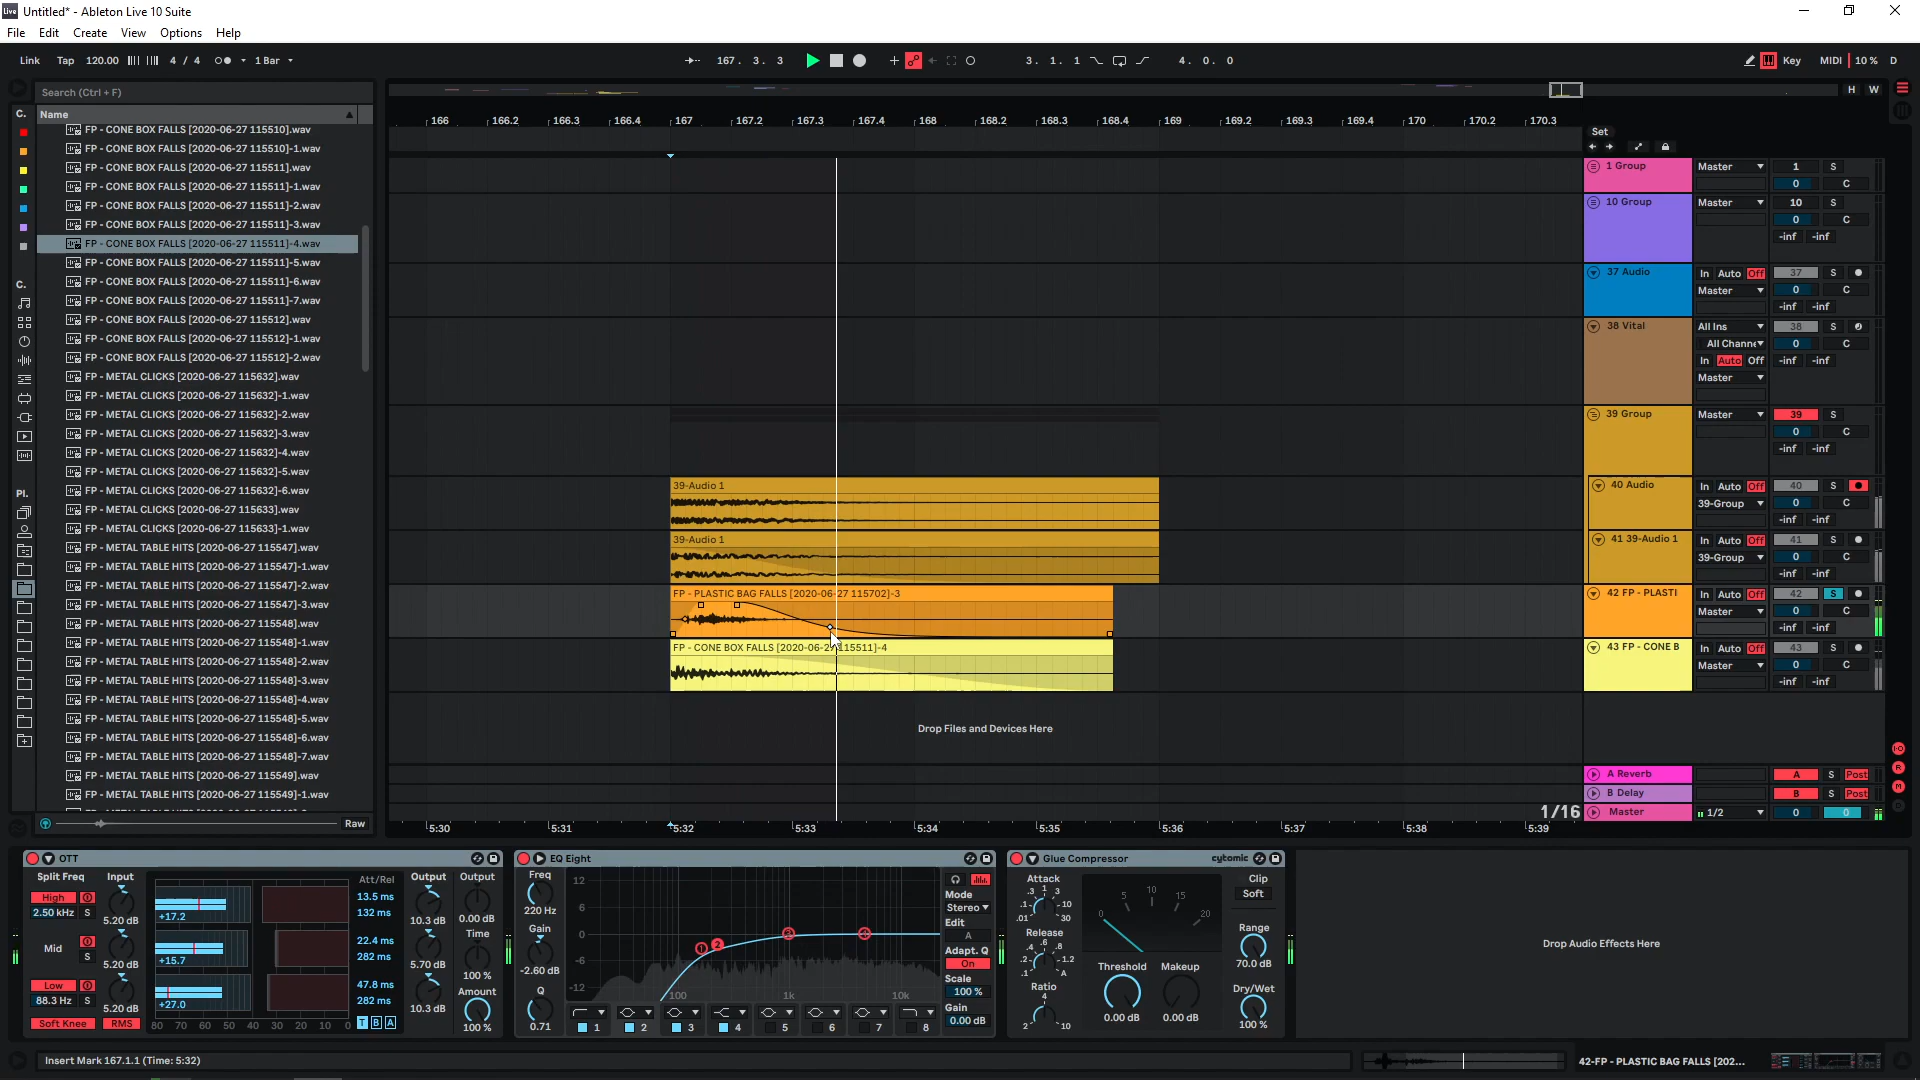 Untitled* - Ableton Live 10 Suite
File Edit Create View Options Help
Link Tap 120.00 4 / 4 1 Bar 167. 3. 3 3. 1. 1 4. 0. 0 Key MIDI 10 % D
Search (Ctrl + F)
H W
C. Name
FP - CONE BOX FALLS [2020-06-27 115510].wav
FP - CONE BOX FALLS [2020-06-27 115510]-1.wav
FP - CONE BOX FALLS [2020-06-27 115511].wav
FP - CONE BOX FALLS [2020-06-27 115511]-1.wav
FP - CONE BOX FALLS [2020-06-27 115511]-2.wav
FP - CONE BOX FALLS [2020-06-27 115511]-3.wav
FP - CONE BOX FALLS [2020-06-27 115511]-4.wav
FP - CONE BOX FALLS [2020-06-27 115511]-5.wav
FP - CONE BOX FALLS [2020-06-27 115511]-6.wav
FP - CONE BOX FALLS [2020-06-27 115511]-7.wav
FP - CONE BOX FALLS [2020-06-27 115512].wav
FP - CONE BOX FALLS [2020-06-27 115512]-1.wav
FP - CONE BOX FALLS [2020-06-27 115512]-2.wav
FP - METAL CLICKS [2020-06-27 115632].wav
FP - METAL CLICKS [2020-06-27 115632]-1.wav
FP - METAL CLICKS [2020-06-27 115632]-2.wav
FP - METAL CLICKS [2020-06-27 115632]-3.wav
FP - METAL CLICKS [2020-06-27 115632]-4.wav
FP - METAL CLICKS [2020-06-27 115632]-5.wav
FP - METAL CLICKS [2020-06-27 115632]-6.wav
FP - METAL CLICKS [2020-06-27 115633].wav
FP - METAL CLICKS [2020-06-27 115633]-1.wav
FP - METAL TABLE HITS [2020-06-27 115547].wav
FP - METAL TABLE HITS [2020-06-27 115547]-1.wav
FP - METAL TABLE HITS [2020-06-27 115547]-2.wav
FP - METAL TABLE HITS [2020-06-27 115547]-3.wav
FP - METAL TABLE HITS [2020-06-27 115548].wav
FP - METAL TABLE HITS [2020-06-27 115548]-1.wav
FP - METAL TABLE HITS [2020-06-27 115548]-2.wav
FP - METAL TABLE HITS [2020-06-27 115548]-3.wav
FP - METAL TABLE HITS [2020-06-27 115548]-4.wav
FP - METAL TABLE HITS [2020-06-27 115548]-5.wav
FP - METAL TABLE HITS [2020-06-27 115548]-6.wav
FP - METAL TABLE HITS [2020-06-27 115548]-7.wav
FP - METAL TABLE HITS [2020-06-27 115549].wav
FP - METAL TABLE HITS [2020-06-27 115549]-1.wav
C.
Pl.
Raw
166 166.2 166.3 166.4 167 167.2 167.3 167.4 168 168.2 168.3 168.4 169 169.2 169.3 169.4 170 170.2 170.3
Set
1 Group Master 1 S
0 C
10 Group Master 10 S
0 C
-inf -inf
37 Audio In Auto Off 37 S
Master 0 C
-inf -inf
38 Vital All Ins 38 S
All Channe 0 C
In Auto Off -inf -inf
Master
39 Group Master 39 S
0 C
-inf -inf
39-Audio 1 40 Audio In Auto Off 40 S
39-Group 0 C
-inf -inf
39-Audio 1 41 39-Audio 1 In Auto Off 41 S
39-Group 0 C
-inf -inf
FP - PLASTIC BAG FALLS [2020-06-27 115702]-3 42 FP - PLASTI In Auto Off 42 S
Master 0 C
-inf -inf
FP - CONE BOX FALLS [2020-06-27 115511]-4 43 FP - CONE B In Auto Off 43 S
Master 0 C
-inf -inf
Drop Files and Devices Here
A Reverb A S Post
B Delay B S Post
1/16 Master 1/2 0 0
5:30 5:31 5:32 5:33 5:34 5:35 5:36 5:37 5:38 5:39
OTT
Split Freq Input Att/Rel Output Output
High
2.50 kHz S 5.20 dB +17.2 13.5 ms 132 ms 10.3 dB 0.00 dB
Mid S 5.20 dB +15.7 22.4 ms 282 ms 5.70 dB Time 100 %
Low
88.3 Hz S 5.20 dB +27.0 47.8 ms 282 ms 10.3 dB Amount 100 %
Soft Knee RMS 80 70 60 50 40 30 20 10 0 T B A
EQ Eight
Freq 220 Hz
Gain -2.60 dB
Q 0.71
12 6 0 -6 -12
100 1k 10k
1 2 3 4
1 2 3 4 5 6 7 8
Mode
Stereo
Edit
A
Adapt. Q
On
Scale
100 %
Gain
0.00 dB
Glue Compressor cytomic
Attack
.01 .1 .3 1 3 10 30
Release
.1 .2 .4 .6 .8 1.2 A
Ratio
2 4 10
0 5 10 15 20
Threshold Makeup
0.00 dB 0.00 dB
Clip
Soft
Range
70.0 dB
Dry/Wet
100 %
Drop Audio Effects Here
Insert Mark 167.1.1 (Time: 5:32)
42-FP - PLASTIC BAG FALLS [202...